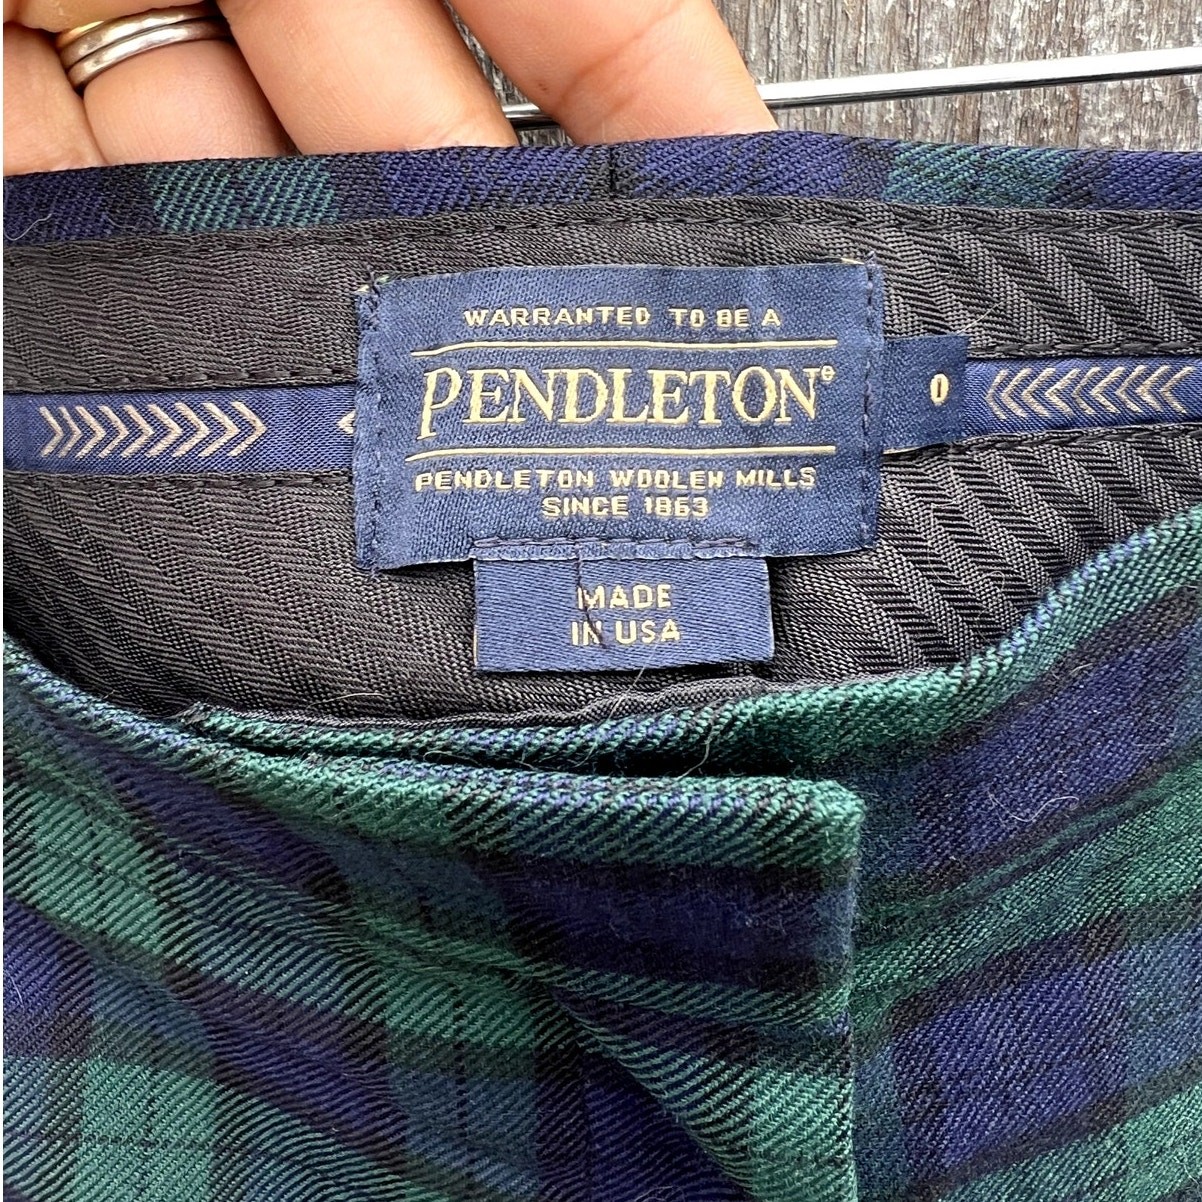 WARRANTED TO BE A
PENDLETON®
0
PENDLETON WOOLEN MILLS
SINCE 1863
MADE
IN USA